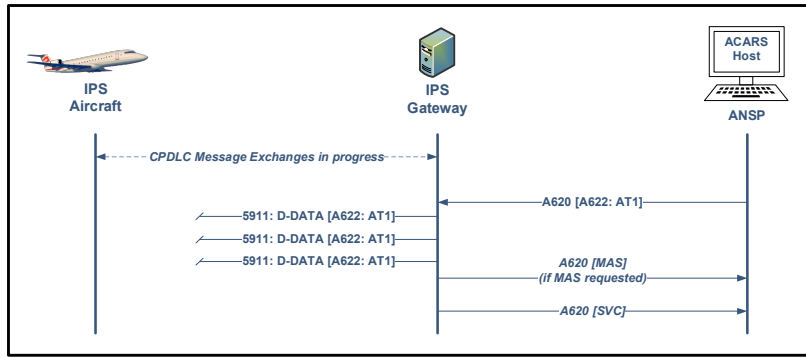 ACARS
Host
IPS
Aircraft
IPS
Gateway
ANSP
CPDLC Message Exchanges in progress
A620 [A622: AT1]
5911: D-DATA [A622: AT1]
5911: D-DATA [A622: AT1]
5911: D-DATA [A622: AT1]
A620 [MAS]
(if MAS requested)
A620 [SVC]